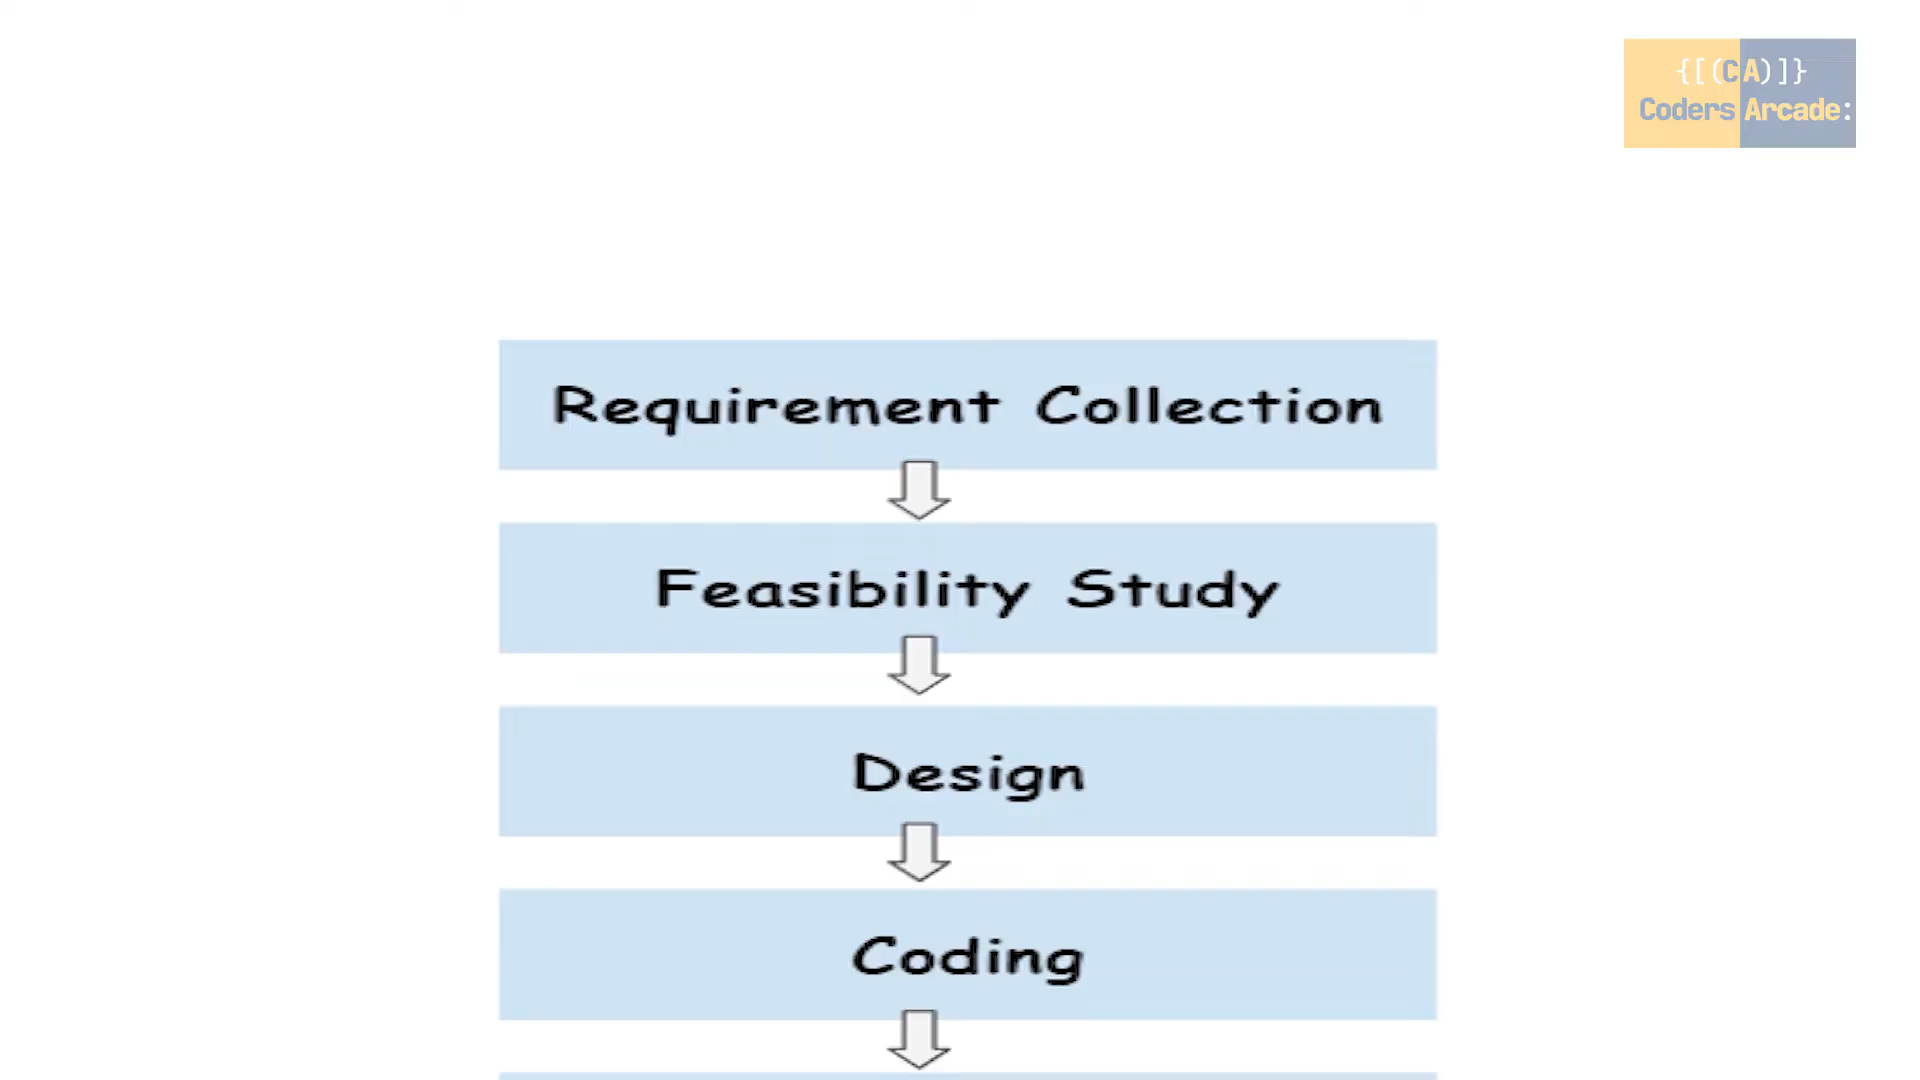 {[(CA)]}
Coders Arcade:
Requirement Collection
Feasibility Study
Design
Coding